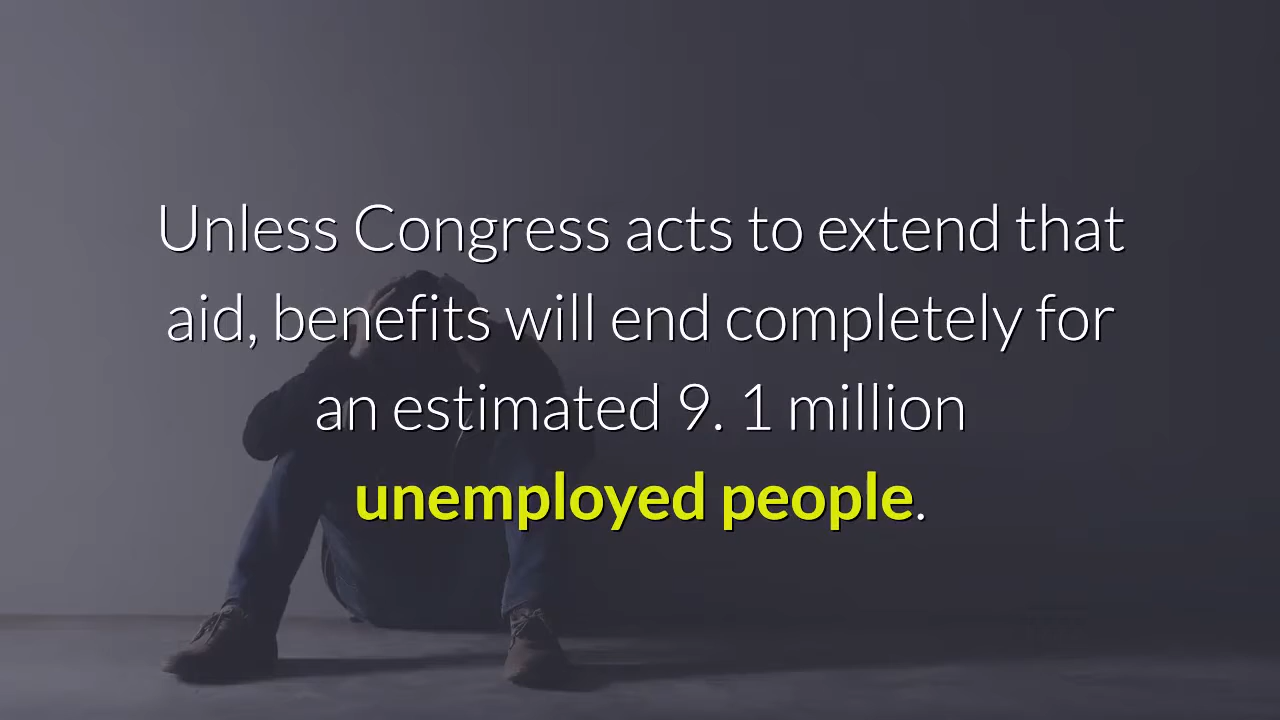 Unless Congress acts to extend that
aid, benefits will end completely for
an estimated 9. 1 million
unemployed people.